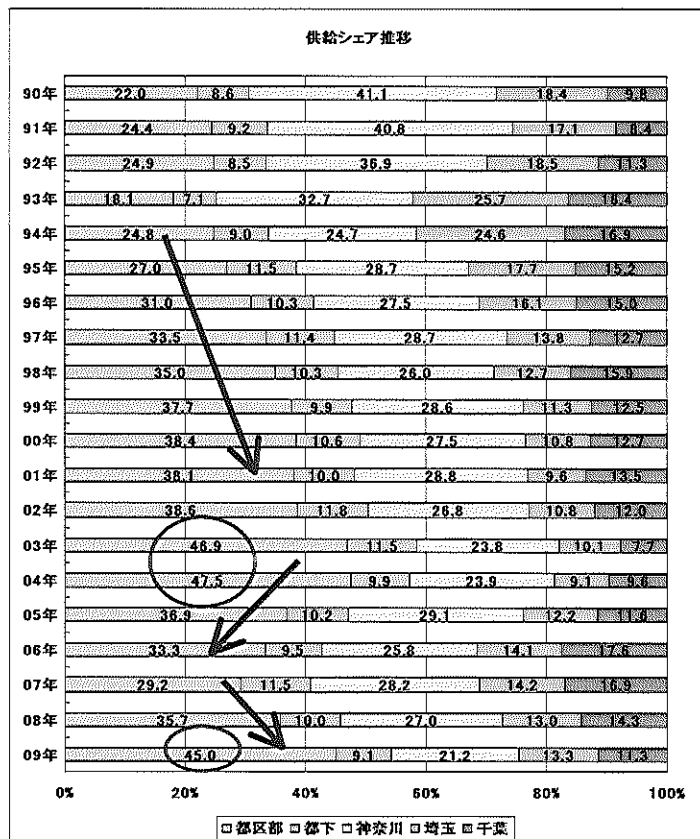 供給シェア推移
90年 22.0 8.6 41.1 18.4 9.8
91年 24.4 9.2 40.8 17.1 8.4
92年 24.9 8.5 36.9 18.5 11.3
93年 18.1 7.1 32.7 25.7 16.4
94年 24.8 9.0 24.7 24.6 16.9
95年 27.0 11.5 28.7 17.7 15.2
96年 31.0 10.3 27.5 16.1 15.0
97年 33.5 11.4 28.7 13.8 12.7
98年 35.0 10.3 26.0 12.7 15.9
99年 37.7 9.9 28.6 11.3 12.5
00年 38.4 10.6 27.5 10.8 12.7
01年 38.1 10.0 28.8 9.6 13.5
02年 38.6 11.8 26.8 10.8 12.0
03年 46.9 11.5 23.8 10.1 7.7
04年 47.5 9.9 23.9 9.1 9.6
05年 36.9 10.2 29.1 12.2 11.6
06年 33.3 9.5 25.8 14.1 17.6
07年 29.2 11.5 28.2 14.2 16.9
08年 35.7 10.0 27.0 13.0 14.3
09年 45.0 9.1 21.2 13.3 11.3
0% 20% 40% 60% 80% 100%
都区部 都下 神奈川 埼玉 千葉